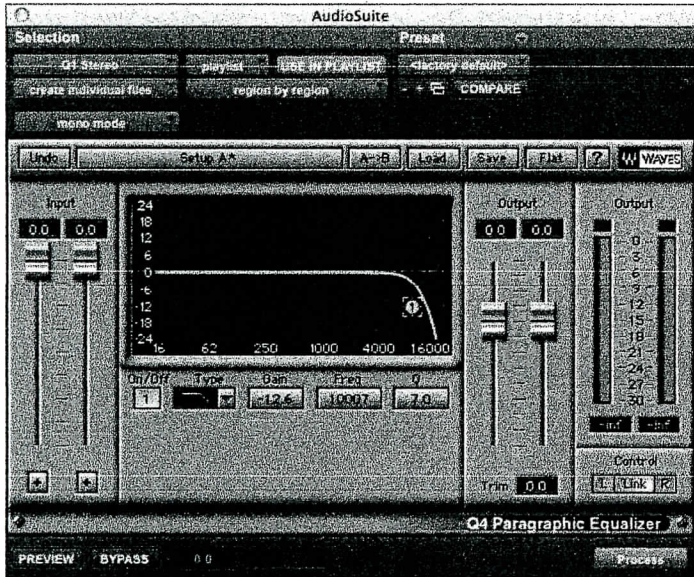 AudioSuite
Selection
Preset
Q1 Stereo
playlist
USE IN PLAYLIST
<factory default>
create individual files
region by region
- +
COMPARE
mono mode
Undo
Setup A*
A->B
Load
Save
Flat
?
W WAVES
Input
0.0 0.0
24
18
12
6
0
-6
-12
-18
-24
16 62 250 1000 4000 16000
1
On/Off Type Gain Freq Q
1 -12.6 10007 7.0
Output
0.0 0.0
Trim 0.0
Output
0
3
6
9
12
15
18
21
24
27
30
-inf -inf
Control
L Link R
Q4 Paragraphic Equalizer
PREVIEW BYPASS 0.0
Process